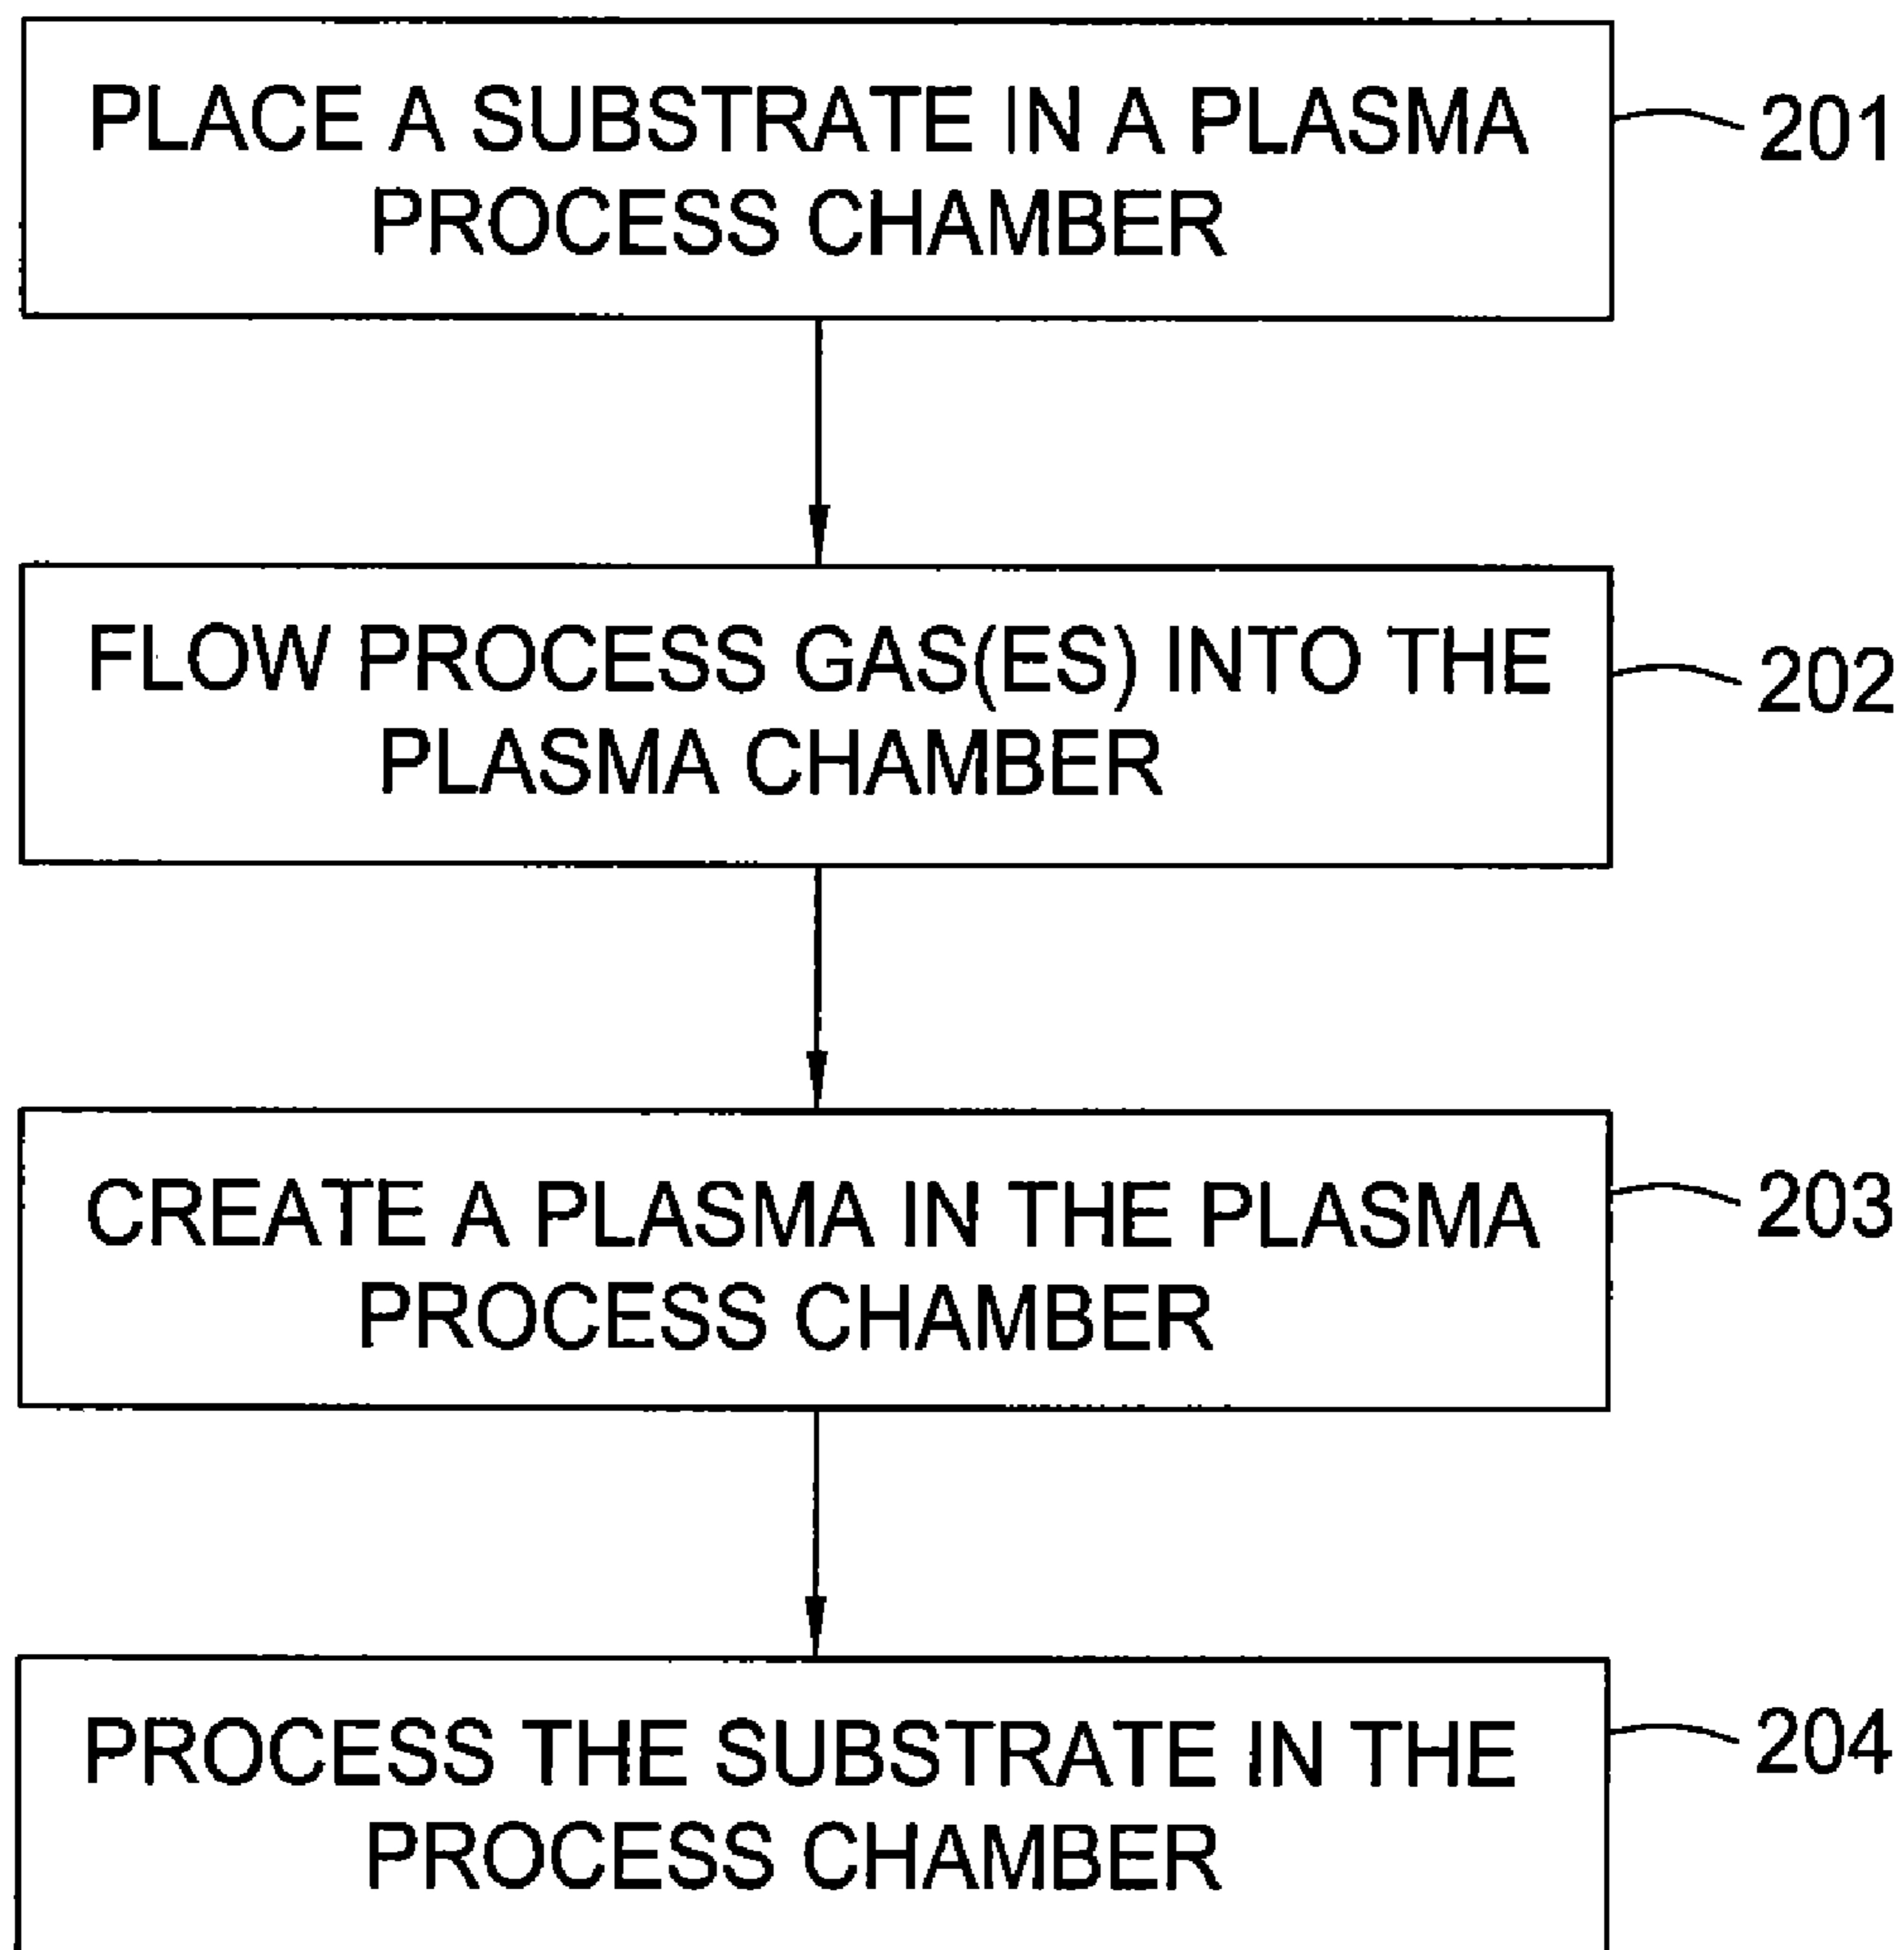 PLACE A SUBSTRATE IN A PLASMA
PROCESS CHAMBER
201
FLOW PROCESS GAS(ES) INTO THE
PLASMA CHAMBER
202
CREATE A PLASMA IN THE PLASMA
PROCESS CHAMBER
203
PROCESS THE SUBSTRATE IN THE
PROCESS CHAMBER
204